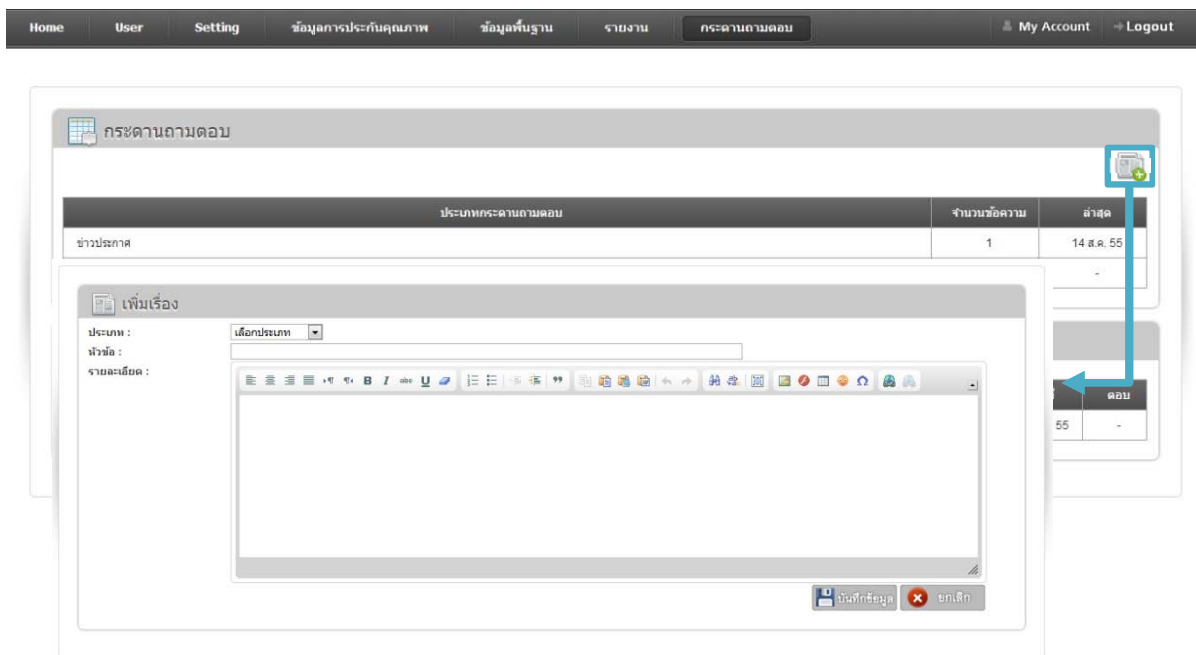 Home User Setting ข้อมูลการประกันคุณภาพ ข้อมูลพื้นฐาน รายงาน กระดานถามตอบ My Account Logout
กระดานถามตอบ
ประเภทกระดานถามตอบ จำนวนข้อความ ล่าสุด
ข่าวประกาศ 1 14 ส.ค. 55
-
เพิ่มเรื่อง
ประเภท : เลือกประเภท
หัวข้อ :
รายละเอียด :
B I abc U
ตอบ
55 -
บันทึกข้อมูล ยกเลิก